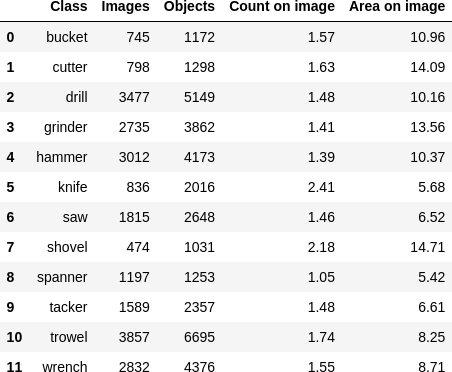 Class Images Objects Count on image Area on image
0 bucket 745 1172 1.57 10.96
1 cutter 798 1298 1.63 14.09
2 drill 3477 5149 1.48 10.16
3 grinder 2735 3862 1.41 13.56
4 hammer 3012 4173 1.39 10.37
5 knife 836 2016 2.41 5.68
6 saw 1815 2648 1.46 6.52
7 shovel 474 1031 2.18 14.71
8 spanner 1197 1253 1.05 5.42
9 tacker 1589 2357 1.48 6.61
10 trowel 3857 6695 1.74 8.25
11 wrench 2832 4376 1.55 8.71